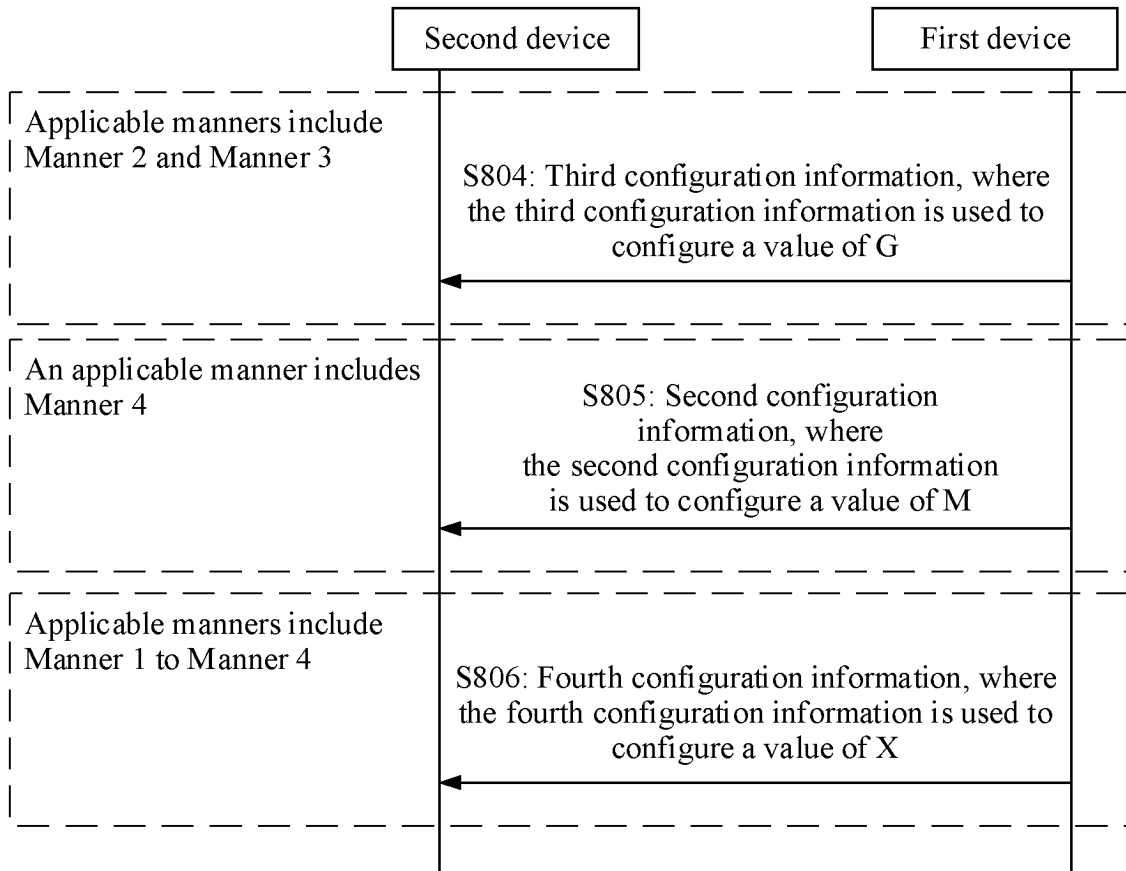 Second device
First device
Applicable manners include
Manner 2 and Manner 3
S804: Third configuration information, where
the third configuration information is used to
configure a value of G
An applicable manner includes
Manner 4
S805: Second configuration
information, where
the second configuration information
is used to configure a value of M
Applicable manners include
Manner 1 to Manner 4
S806: Fourth configuration information, where
the fourth configuration information is used to
configure a value of X